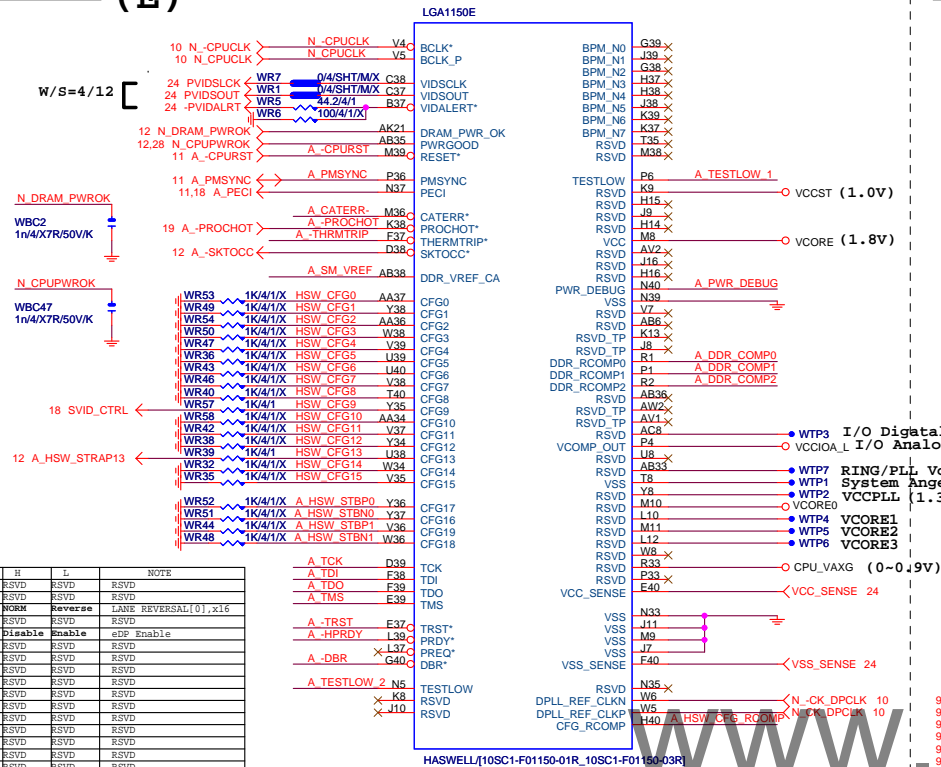 (E)
LGA1150E
10 N_-CPUCLK N_-CPUCLK V4 BCLK*
10 N_CPUCLK N_CPUCLK V5 BCLK_P
W/S=4/12
24 PVIDSLCK WR7 0/4/SHT/M/X C38 VIDSCLK
24 PVIDSOUT WR1 0/4/SHT/M/X C37 VIDSOUT
24 -PVIDALRT WR5 44.2/4/1 B37 VIDALERT*
WR6 100/4/1/X
12 N_DRAM_PWROK AK21 DRAM_PWR_OK
12,28 N_CPUPWROK AB35 PWRGOOD
11 A_-CPURST A_-CPURST M39 RESET*
11 A_PMSYNC A_PMSYNC P36 PMSYNC
11,18 A_PECI N37 PECI
A_CATERR- M36 CATERR*
19 A_-PROCHOT A_-PROCHOT K38 PROCHOT*
A_-THRMTRIP F37 THERMTRIP*
12 A_-SKTOCC D38 SKTOCC*
A_SM_VREF AB38 DDR_VREF_CA
N_DRAM_PWROK
WBC2
1n/4/X7R/50V/K
N_CPUPWROK
WBC47
1n/4/X7R/50V/K
WR53 1K/4/1/X HSW_CFG0 AA37 CFG0
WR49 1K/4/1/X HSW_CFG1 Y38 CFG1
WR54 1K/4/1/X HSW_CFG2 AA36 CFG2
WR50 1K/4/1/X HSW_CFG3 W38 CFG3
WR47 1K/4/1/X HSW_CFG4 V39 CFG4
WR36 1K/4/1/X HSW_CFG5 U39 CFG5
WR43 1K/4/1/X HSW_CFG6 U40 CFG6
WR46 1K/4/1/X HSW_CFG7 V38 CFG7
WR40 1K/4/1/X HSW_CFG8 T40 CFG8
18 SVID_CTRL WR57 1K/4/1 HSW_CFG9 Y35 CFG9
WR58 1K/4/1/X HSW_CFG10 AA34 CFG10
WR42 1K/4/1/X HSW_CFG11 V37 CFG11
WR38 1K/4/1/X HSW_CFG12 Y34 CFG12
12 A_HSW_STRAP13 WR39 1K/4/1 HSW_CFG13 U38 CFG13
WR32 1K/4/1/X HSW_CFG14 W34 CFG14
WR35 1K/4/1/X HSW_CFG15 V35 CFG15
WR52 1K/4/1/X A_HSW_STBP0 Y36 CFG17
WR51 1K/4/1/X A_HSW_STBN0 Y37 CFG16
WR44 1K/4/1/X A_HSW_STBP1 V36 CFG19
WR48 1K/4/1/X A_HSW_STBN1 W36 CFG18
A_TCK D39 TCK
A_TDI F38 TDI
A_TDO F39 TDO
A_TMS E39 TMS
A_-TRST E37 TRST*
A_-HPRDY L39 PRDY*
L37 PREQ*
A_-DBR G40 DBR*
A_TESTLOW_2 N5 TESTLOW
K8 RSVD
J10 RSVD
BPM_N0 G39
BPM_N1 J39
BPM_N2 G38
BPM_N3 H37
BPM_N4 H38
BPM_N5 J38
BPM_N6 K39
BPM_N7 K37
RSVD T35
RSVD M38
TESTLOW P6 A_TESTLOW_1
RSVD K9 VCCST (1.0V)
RSVD H15
RSVD J9
RSVD H14
VCC M8 VCORE (1.8V)
RSVD AV2
RSVD J16
RSVD H16
PWR_DEBUG N40 A_PWR_DEBUG
VSS N39
RSVD V7
RSVD AB6
RSVD_TP K13
RSVD_TP J8
DDR_RCOMP0 R1 A_DDR_COMP0
DDR_RCOMP1 P1 A_DDR_COMP1
DDR_RCOMP2 R2 A_DDR_COMP2
RSVD AB36
RSVD_TP AW2
RSVD_TP AV1
RSVD AC8 WTP3 I/O Digatal
VCOMP_OUT P4 VCCIOA_L I/O Analo
RSVD U8
RSVD AB33 WTP7 RING/PLL Vo
VSS T8 WTP1 System Ange
RSVD Y8 WTP2 VCCPLL (1.3
RSVD M10 VCORE0
RSVD L10 WTP4 VCORE1
RSVD M11 WTP5 VCORE2
RSVD L12 WTP6 VCORE3
RSVD W8
RSVD R33 CPU_VAXG (0~0.9V)
RSVD P33
VCC_SENSE E40 VCC_SENSE 24
VSS N33
VSS J11
VSS M9
VSS J7
VSS_SENSE F40 VSS_SENSE 24
RSVD N35
DPLL_REF_CLKN W6 N_-CK_DPCLK 10
DPLL_REF_CLKP W5 N_CK_DPCLK 10
CFG_RCOMP H40 A_HSW_CFG_RCOMP
HASWELL/[10SC1-F01150-01R_10SC1-F01150-03R]
H L NOTE
RSVD RSVD RSVD
RSVD RSVD RSVD
NORM Reverse LANE REVERSAL[0],x16
RSVD RSVD RSVD
Disable Enable eDP Enable
RSVD RSVD RSVD
RSVD RSVD RSVD
RSVD RSVD RSVD
RSVD RSVD RSVD
RSVD RSVD RSVD
RSVD RSVD RSVD
RSVD RSVD RSVD
RSVD RSVD RSVD
RSVD RSVD RSVD
RSVD RSVD RSVD
RSVD RSVD RSVD
www.
9
9
9
9
9
9